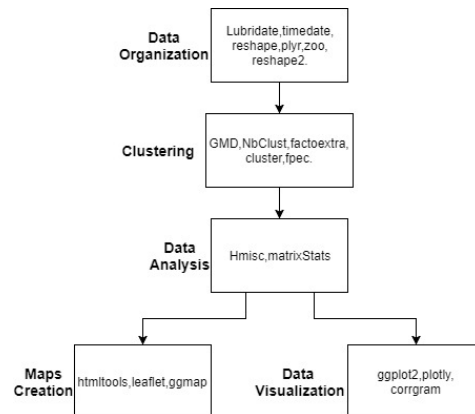 Data
Organization
Lubridate,timedate,
reshape,plyr,zoo,
reshape2.
Clustering
GMD,NbClust,factoextra,
cluster,fpec.
Data
Analysis
Hmisc,matrixStats
Maps
Creation
htmltools,leaflet,ggmap
Data
Visualization
ggplot2,plotly,
corrgram